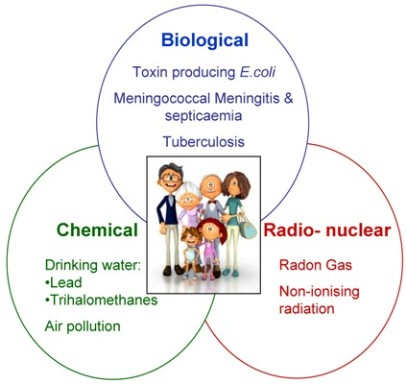 Biological
Toxin producing E.coli
Meningococcal Meningitis &
septicaemia
Tuberculosis
Chemical
Drinking water:
•Lead
•Trihalomethanes
Air pollution
Radio- nuclear
Radon Gas
Non-ionising
radiation